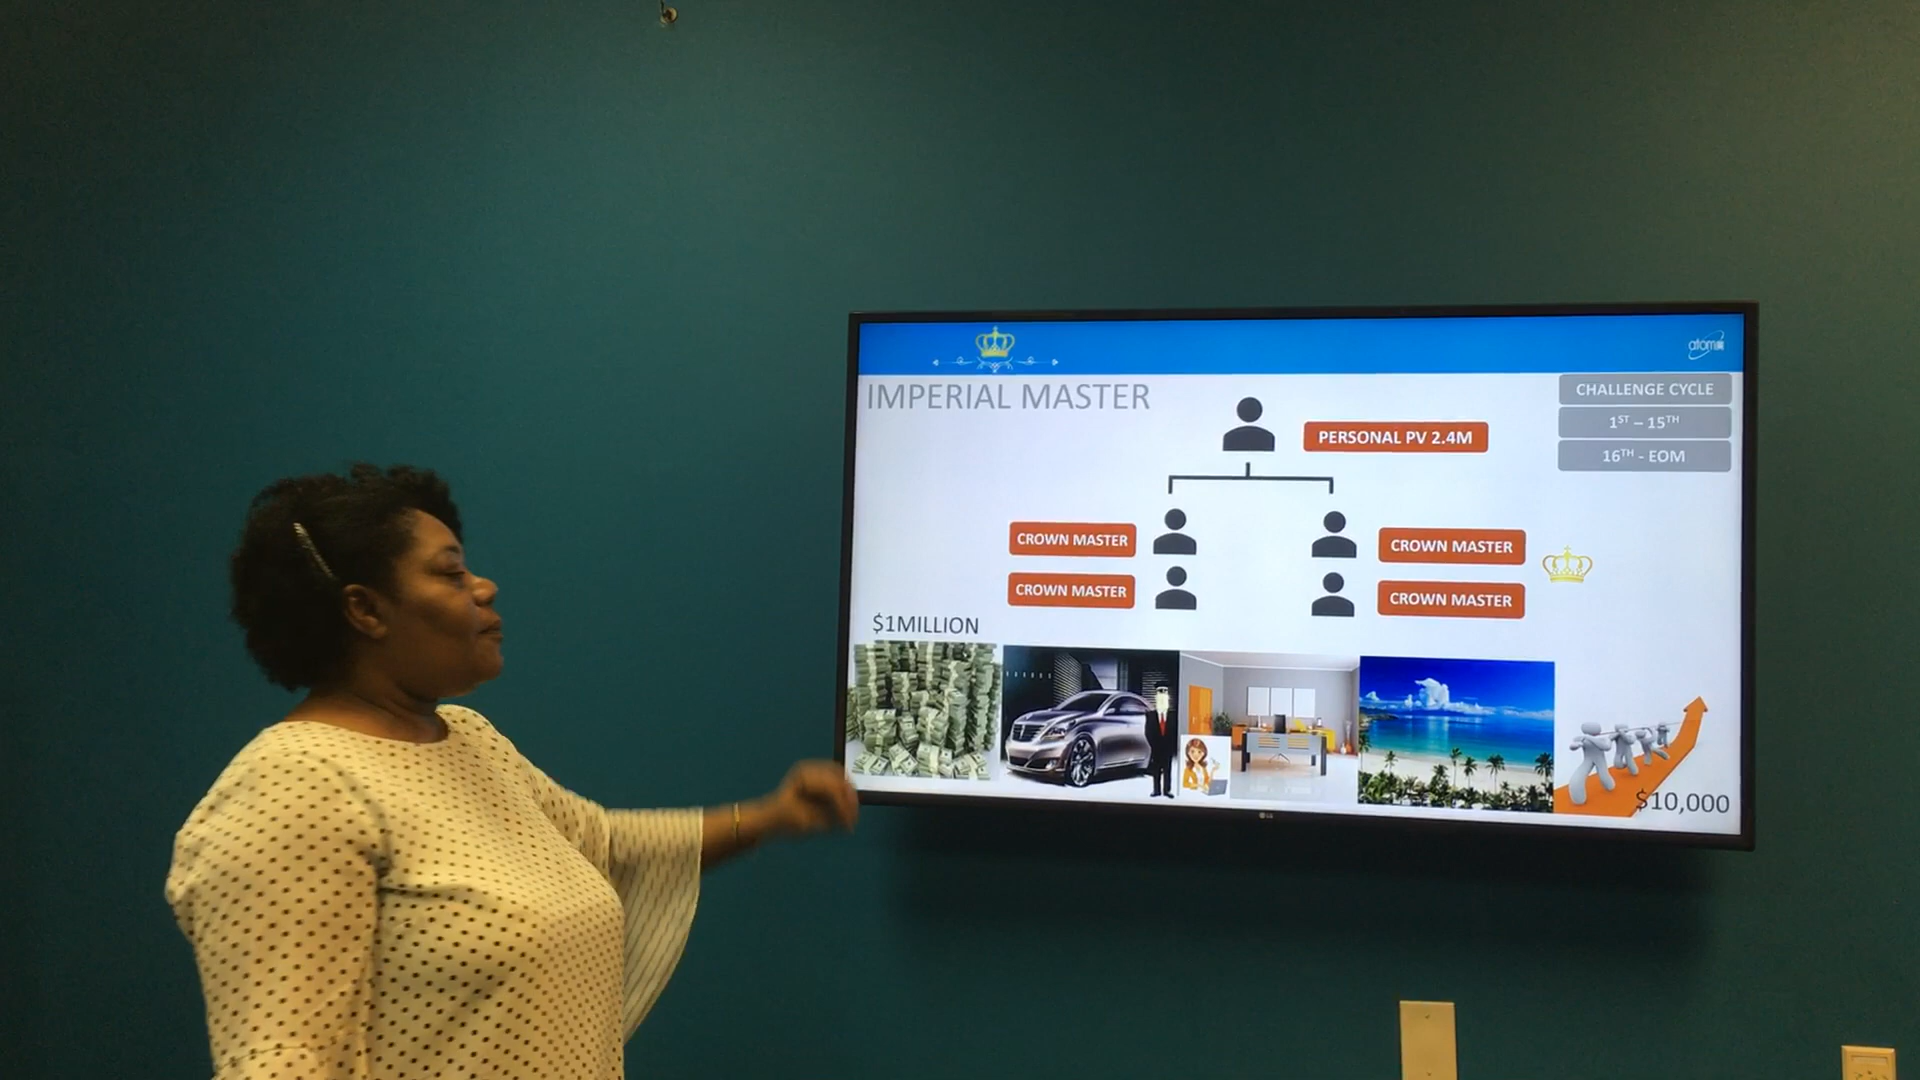 atomy
IMPERIAL MASTER
CHALLENGE CYCLE
1ST – 15TH
16TH - EOM
PERSONAL PV 2.4M
CROWN MASTER
CROWN MASTER
CROWN MASTER
CROWN MASTER
$1MILLION
$10,000
LG